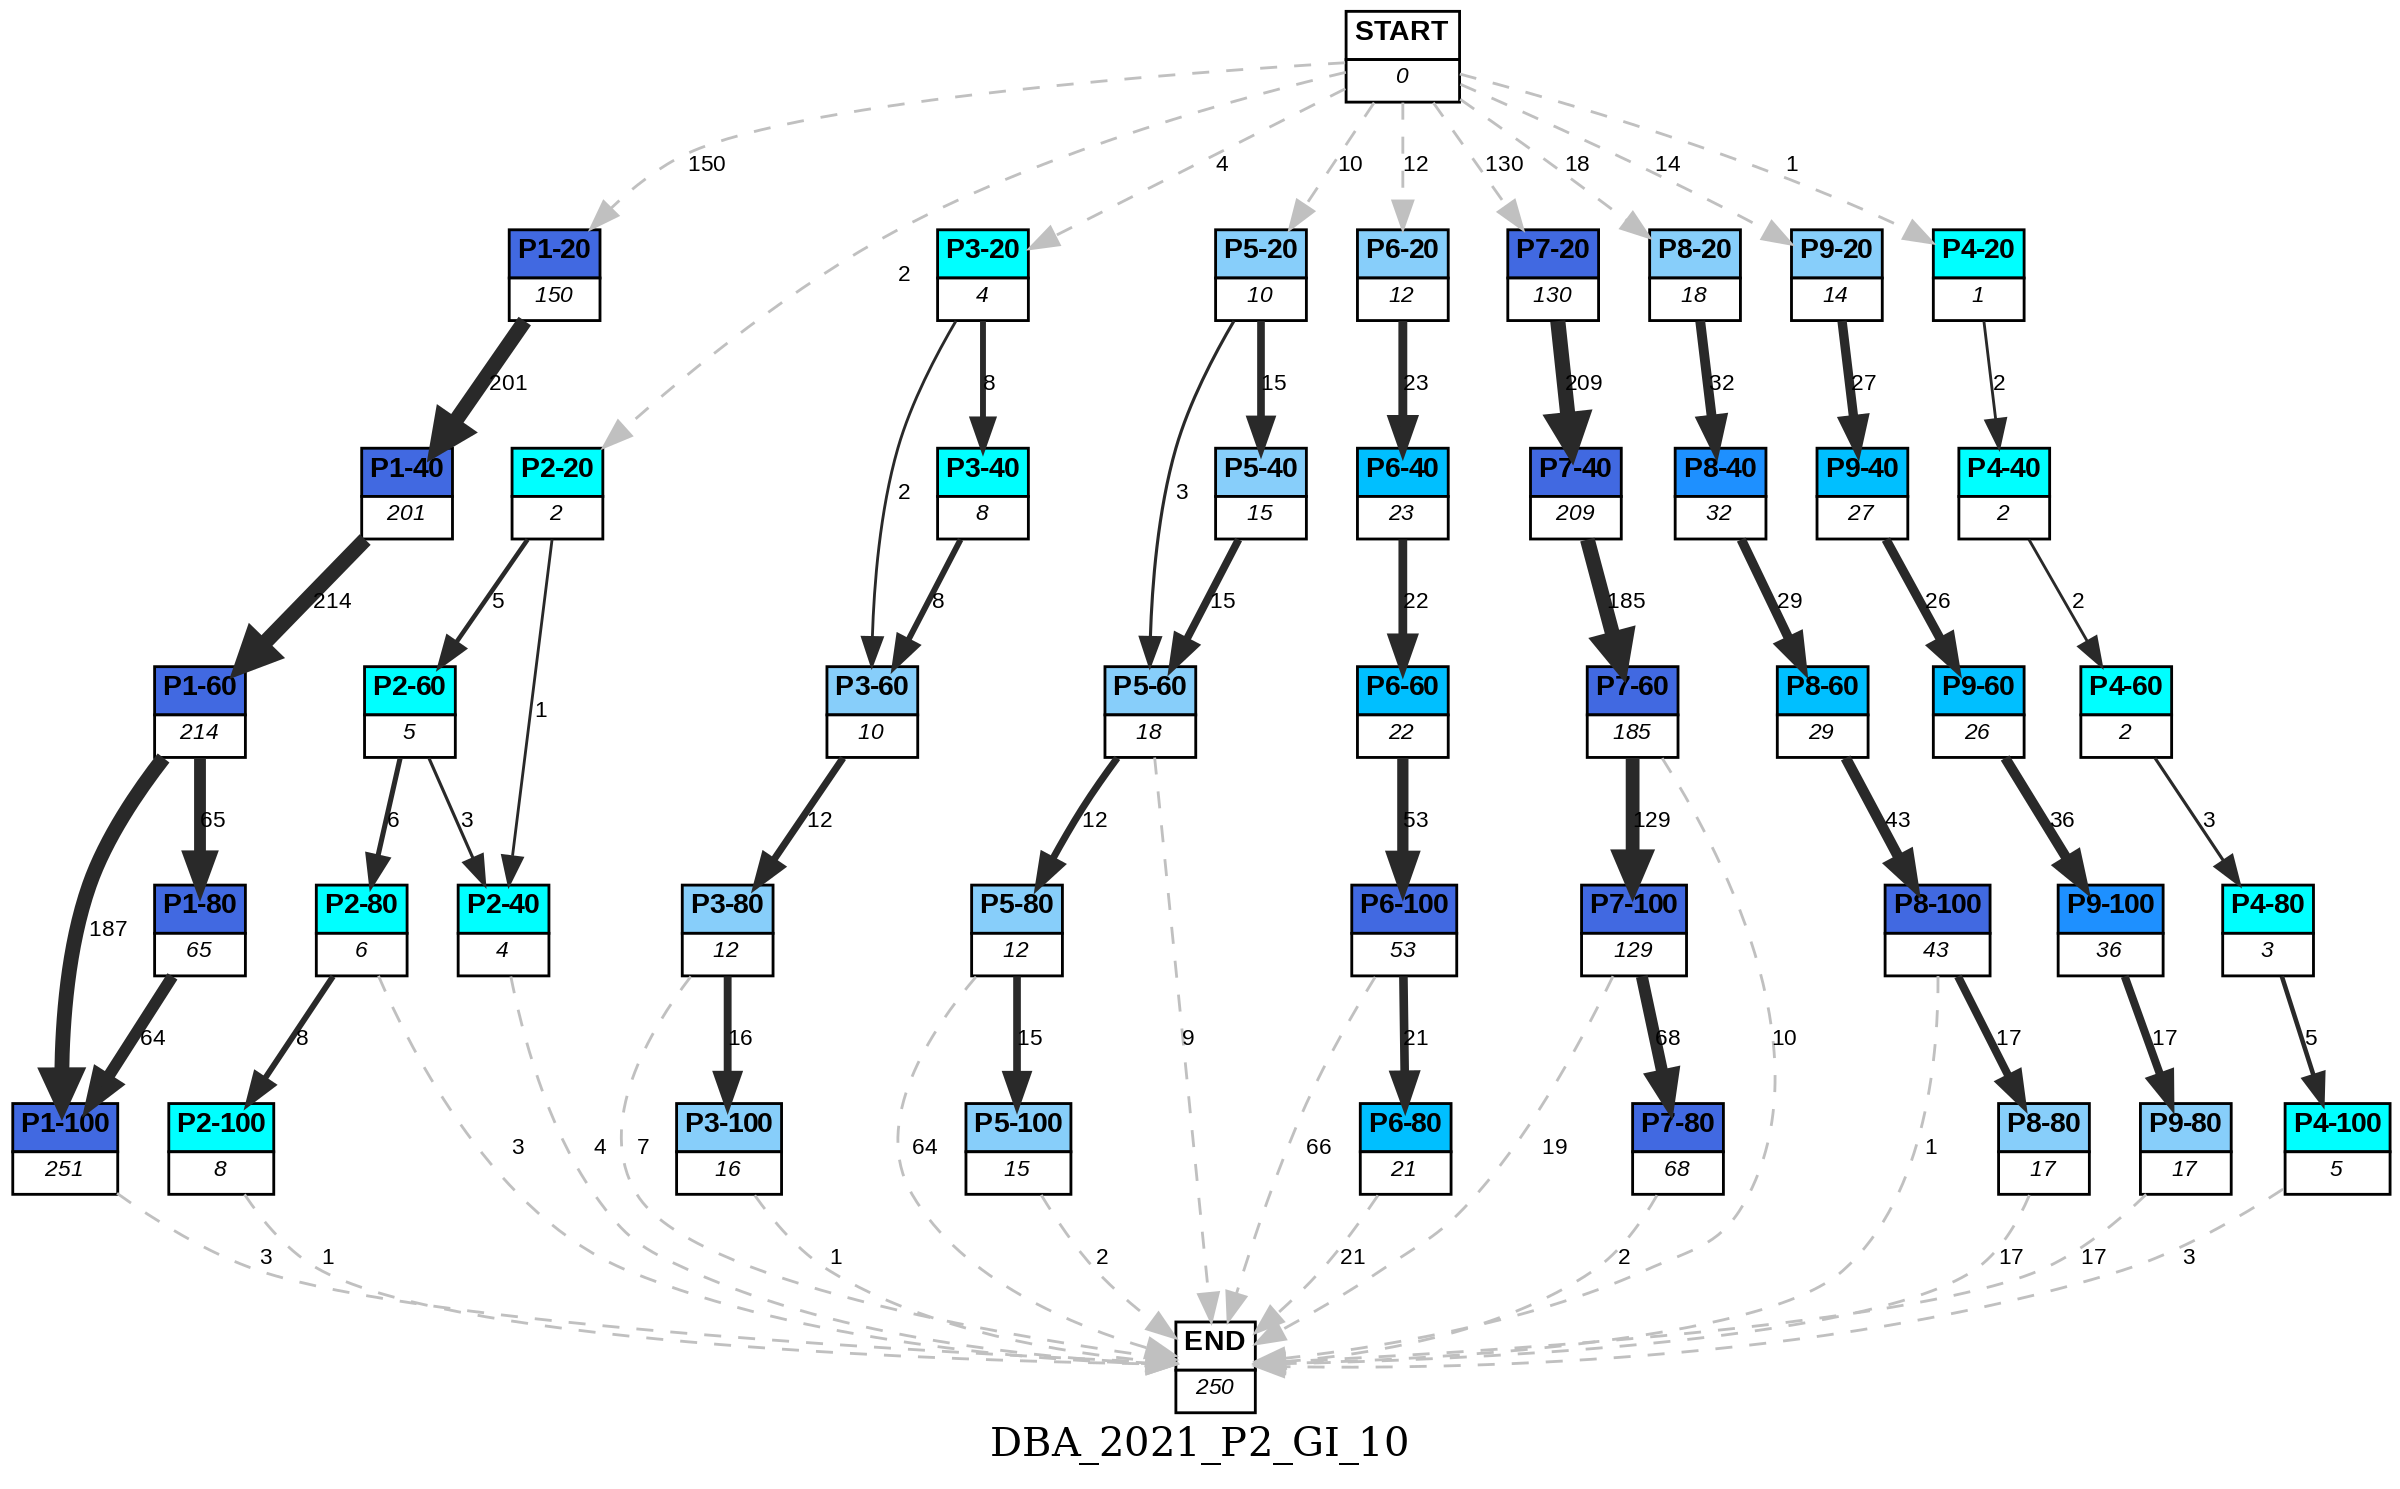 START
0
150
4
10
12
130
18
14
1
2
P1-20
150
P3-20
4
P5-20
10
P6-20
12
P7-20
130
P8-20
18
P9-20
14
P4-20
1
201
8
15
23
209
32
27
2
2
3
P1-40
201
P2-20
2
P3-40
8
P5-40
15
P6-40
23
P7-40
209
P8-40
32
P9-40
27
P4-40
2
214
5
8
15
22
185
29
26
2
1
P1-60
214
P2-60
5
P3-60
10
P5-60
18
P6-60
22
P7-60
185
P8-60
29
P9-60
26
P4-60
2
65
6
3
12
12
53
129
43
36
3
187
P1-80
65
P2-80
6
P2-40
4
P3-80
12
P5-80
12
P6-100
53
P7-100
129
P8-100
43
P9-100
36
P4-80
3
64
8
16
15
9
21
68
10
17
17
5
3
4
7
64
66
19
1
P1-100
251
P2-100
8
P3-100
16
P5-100
15
P6-80
21
P7-80
68
P8-80
17
P9-80
17
P4-100
5
3
1
1
2
21
2
17
17
3
END
250
DBA_2021_P2_GI_10